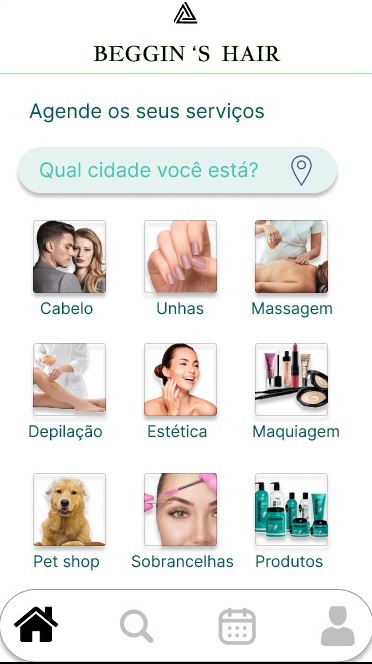 BEGGIN ‘S HAIR
Agende os seus serviços
Qual cidade você está?
Cabelo
Unhas
Massagem
Depilação
Estética
Maquiagem
Pet shop
Sobrancelhas
Produtos